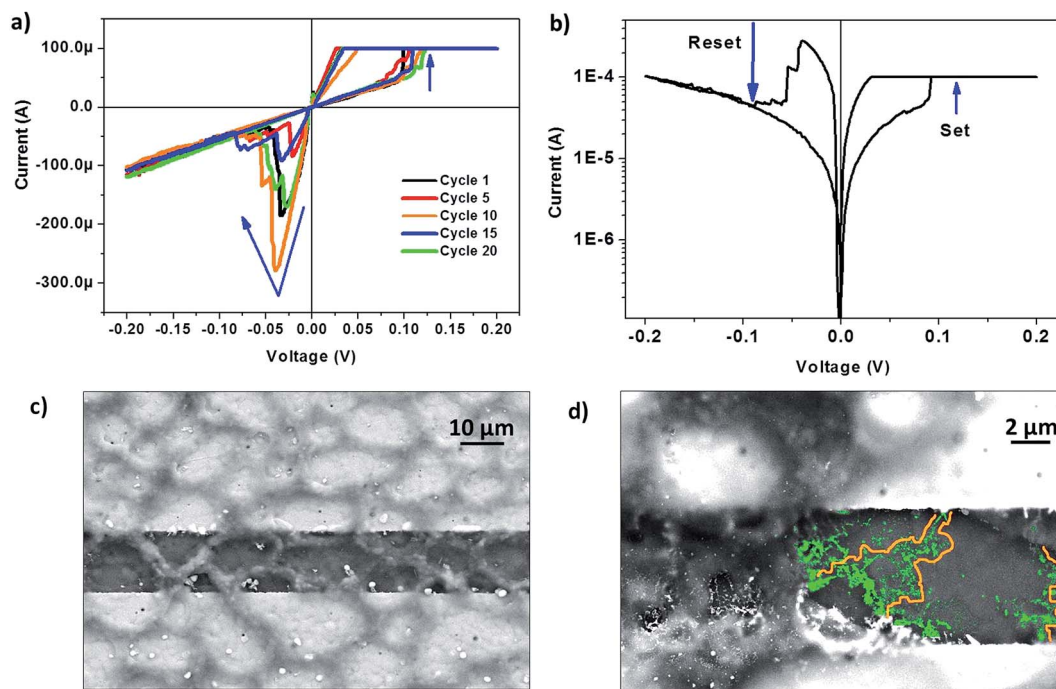 a)
100.0µ
0.0
-100.0µ
-200.0µ
-300.0µ
Current (A)
-0.20 -0.15 -0.10 -0.05 0.00 0.05 0.10 0.15 0.20
Voltage (V)
Cycle 1
Cycle 5
Cycle 10
Cycle 15
Cycle 20
b)
Reset
Set
1E-4
1E-5
1E-6
Current (A)
-0.2 -0.1 0.0 0.1 0.2
Voltage (V)
c)
10 µm
d)
2 µm